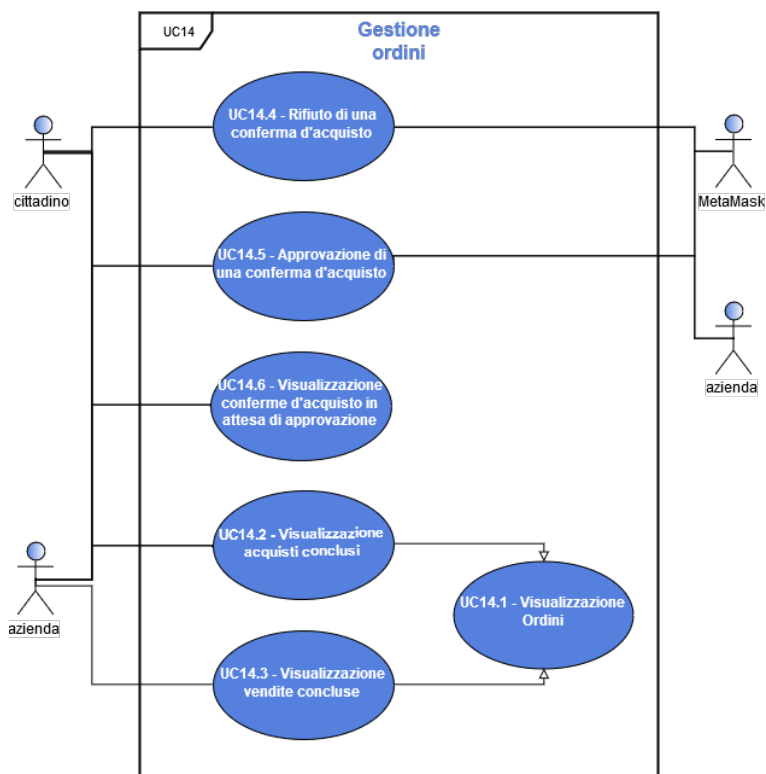 UC14
Gestione
ordini
UC14.4 - Rifiuto di una
conferma d'acquisto
cittadino
MetaMask
UC14.5 - Approvazione di
una conferma d'acquisto
azienda
UC14.6 - Visualizzazione
conferme d'acquisto in
attesa di approvazione
UC14.2 - Visualizzazione
acquisti conclusi
UC14.1 - Visualizzazione
Ordini
azienda
UC14.3 - Visualizzazione
vendite concluse